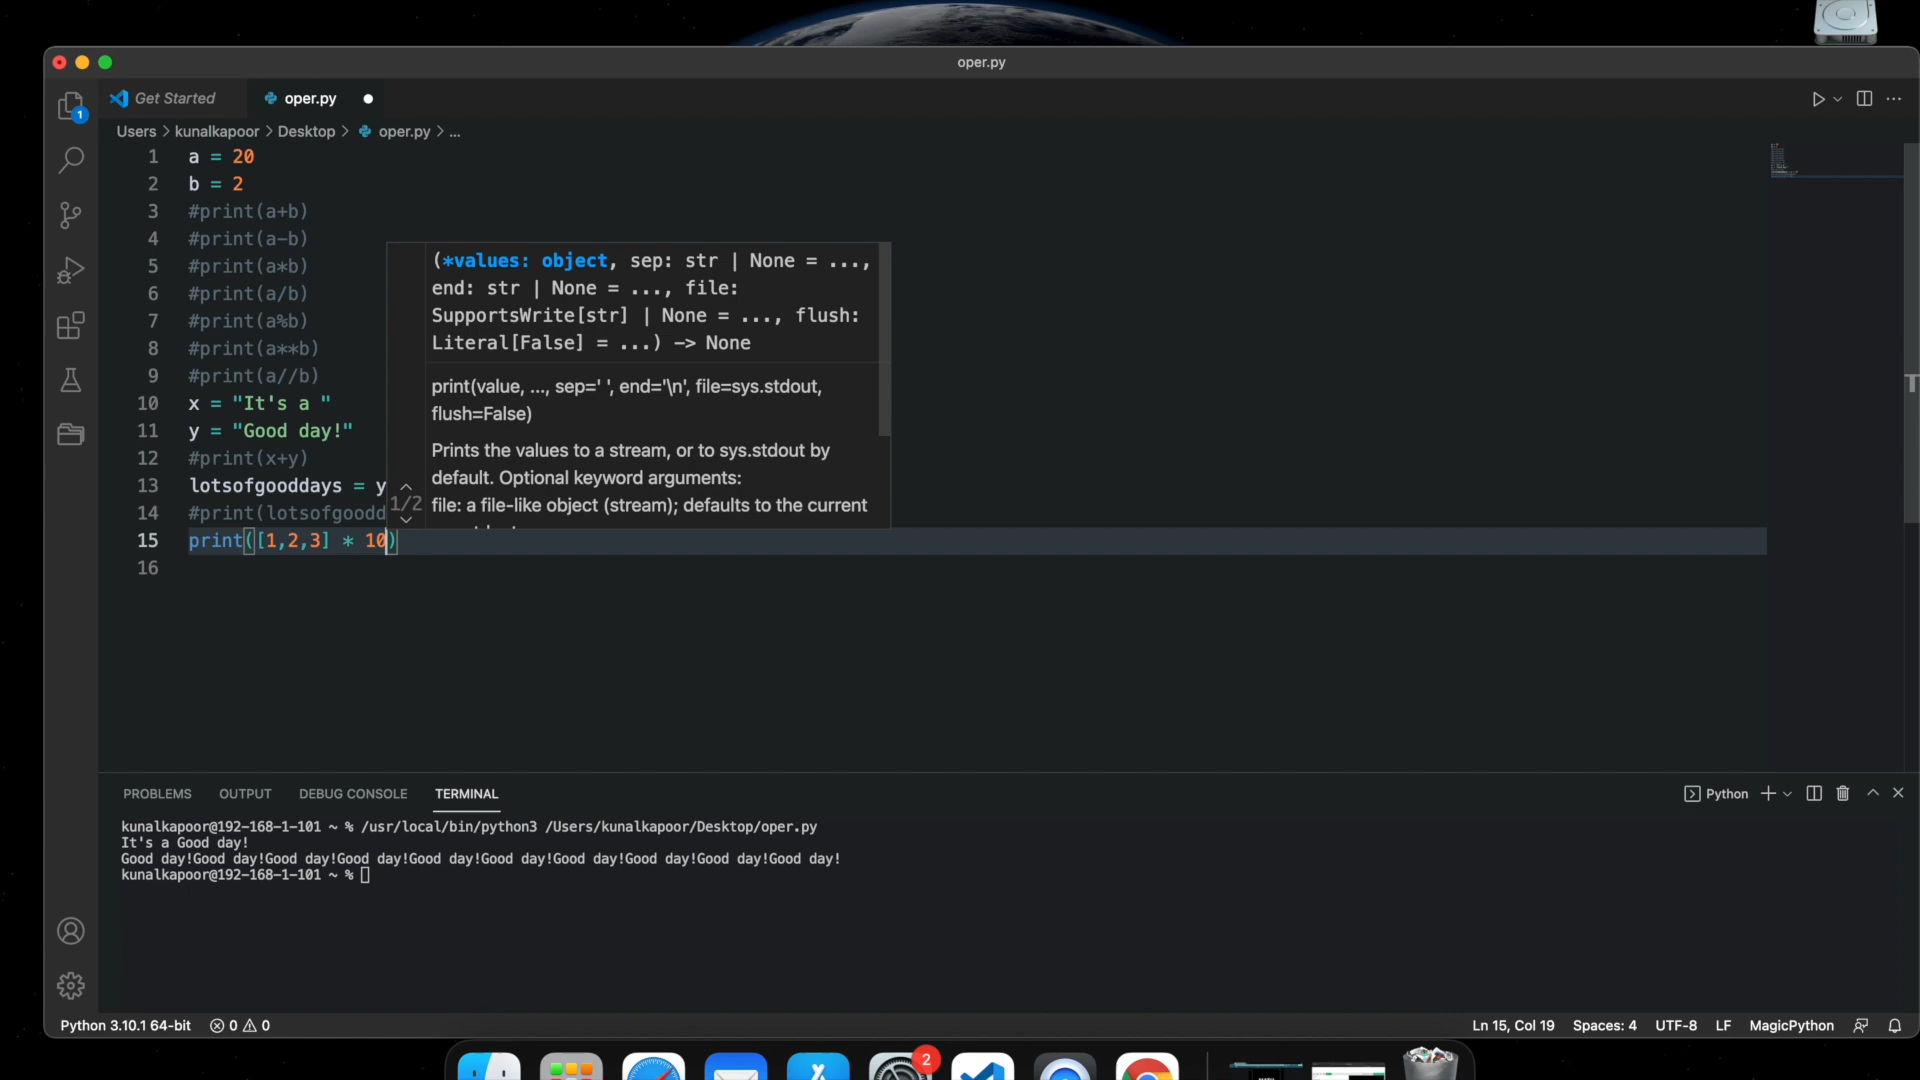 oper.py
Get Started
oper.py
1
Users > kunalkapoor > Desktop > oper.py > ...
1 a = 20
2 b = 2
3 #print(a+b)
4 #print(a-b)
5 #print(a*b)
6 #print(a/b)
7 #print(a%b)
8 #print(a**b)
9 #print(a//b)
10 x = "It's a "
11 y = "Good day!"
12 #print(x+y)
13 lotsofgooddays = y
14 #print(lotsofgoodd
15 print([1,2,3] * 10)
16
(*values: object, sep: str | None = ...,
end: str | None = ..., file:
SupportsWrite[str] | None = ..., flush:
Literal[False] = ...) -> None
print(value, ..., sep=' ', end='\n', file=sys.stdout,
flush=False)
Prints the values to a stream, or to sys.stdout by
default. Optional keyword arguments:
1/2
file: a file-like object (stream); defaults to the current
PROBLEMS OUTPUT DEBUG CONSOLE TERMINAL
Python
kunalkapoor@192-168-1-101 ~ % /usr/local/bin/python3 /Users/kunalkapoor/Desktop/oper.py
It's a Good day!
Good day!Good day!Good day!Good day!Good day!Good day!Good day!Good day!Good day!Good day!
kunalkapoor@192-168-1-101 ~ %
Python 3.10.1 64-bit 0 0
Ln 15, Col 19 Spaces: 4 UTF-8 LF MagicPython
2